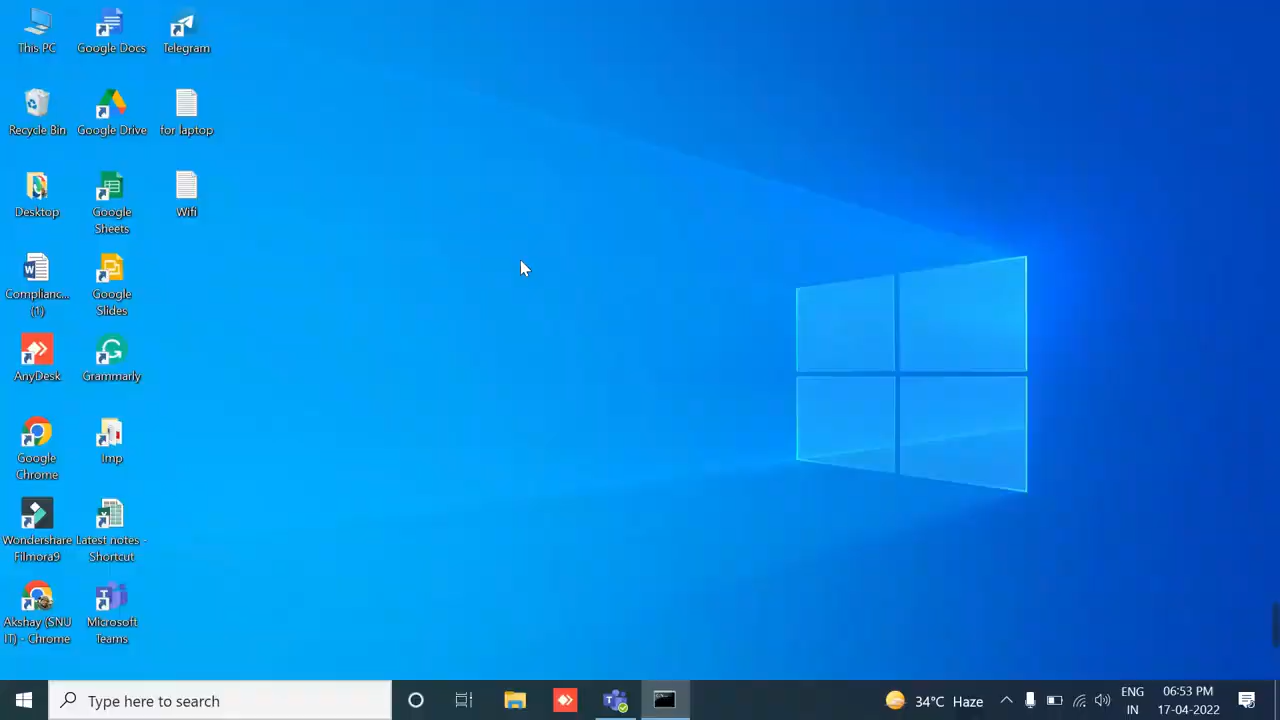 This PC
Google Docs
Telegram
Recycle Bin
Google Drive
for laptop
Desktop
Google
Sheets
Wifi
Complianc...
(1)
Google
Slides
AnyDesk
Grammarly
Google
Chrome
Imp
Wondershare
Filmora9
Latest notes -
Shortcut
Akshay (SNU
IT) - Chrome
Microsoft
Teams
Type here to search
34°C Haze
ENG
IN
06:53 PM
17-04-2022